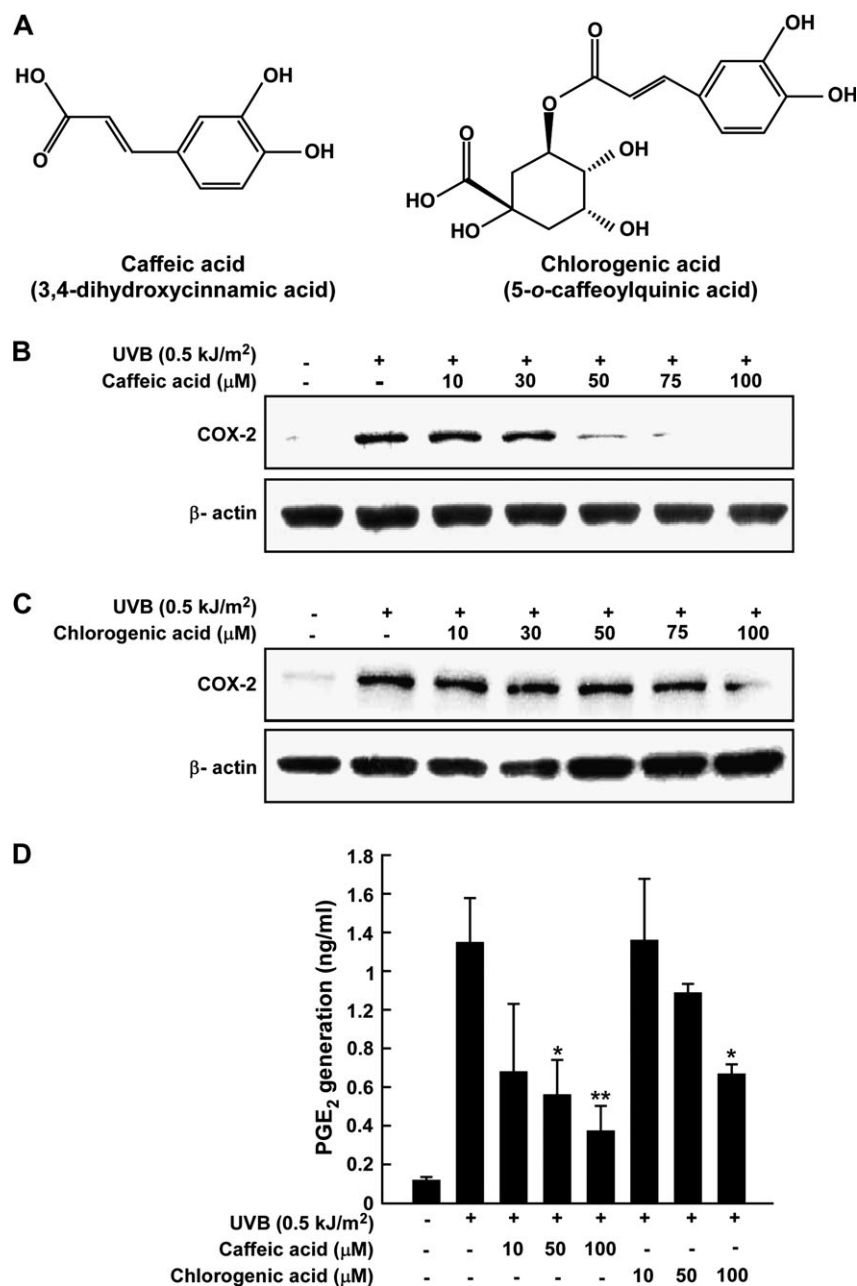 A
HO
O
OH
OH
Caffeic acid
(3,4-dihydroxycinnamic acid)
O
OH
OH
O
O
HO
HO
OH
OH
Chlorogenic acid
(5-o-caffeoylquinic acid)
B
UVB (0.5 kJ/m²) - + + + + + +
Caffeic acid (μM) - - 10 30 50 75 100
COX-2
β- actin
C
UVB (0.5 kJ/m²) - + + + + + +
Chlorogenic acid (μM) - - 10 30 50 75 100
COX-2
β- actin
D
PGE₂ generation (ng/ml)
1.8
1.6
1.4
1
1.2
0.8
0.6
0.4
0.2
0
*
**
*
UVB (0.5 kJ/m²) - + + + + + + +
Caffeic acid (μM) - - 10 50 100 - - -
Chlorogenic acid (μM) - - - - - 10 50 100